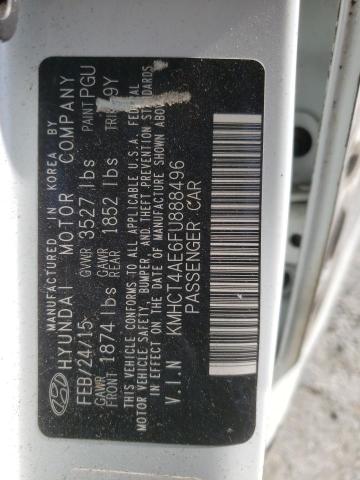 MANUFACTURED IN KOREA BY
HYUNDAI MOTOR COMPANY
FEB/24/15 GVWR 3527 lbs PAINT PGU
GAWR FRONT 1874 lbs GAWR REAR 1852 lbs TRIM 9Y
THIS VEHICLE CONFORMS TO ALL APPLICABLE U.S.A. FEDERAL
MOTOR VEHICLE SAFETY, BUMPER, AND THEFT PREVENTION STANDARDS
IN EFFECT ON THE DATE OF MANUFACTURE SHOWN ABOVE.
V.I.N KMHCT4AE6FU888496
PASSENGER CAR